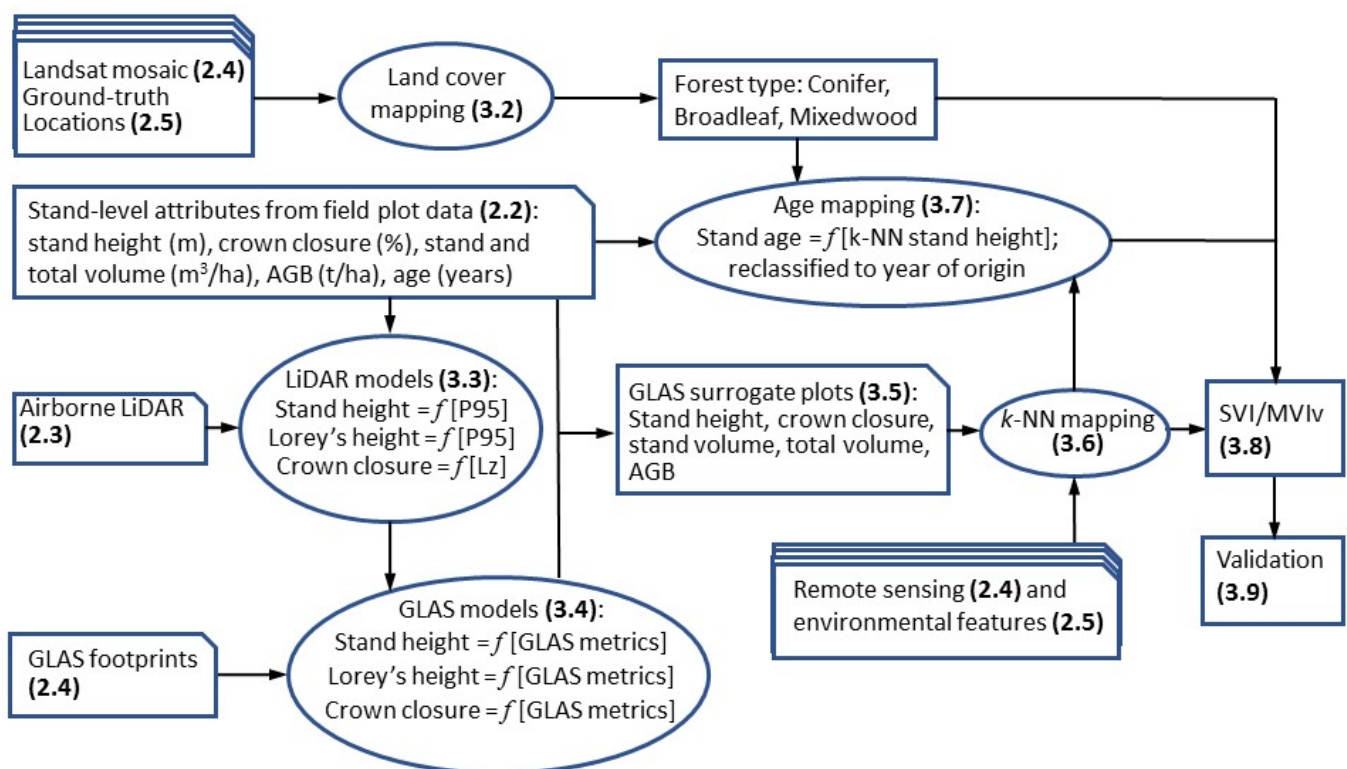 Landsat mosaic (2.4)
Ground-truth
Locations (2.5)
Land cover
mapping (3.2)
Forest type: Conifer,
Broadleaf, Mixedwood
Stand-level attributes from field plot data (2.2):
stand height (m), crown closure (%), stand and
total volume (m³/ha), AGB (t/ha), age (years)
Age mapping (3.7):
Stand age = f [k-NN stand height];
reclassified to year of origin
Airborne LiDAR
(2.3)
LiDAR models (3.3):
Stand height = f [P95]
Lorey's height = f [P95]
Crown closure = f [Lz]
GLAS surrogate plots (3.5):
Stand height, crown closure,
stand volume, total volume,
AGB
k-NN mapping
(3.6)
SVI/MVIv
(3.8)
Remote sensing (2.4) and
environmental features (2.5)
Validation
(3.9)
GLAS footprints
(2.4)
GLAS models (3.4):
Stand height = f [GLAS metrics]
Lorey's height = f [GLAS metrics]
Crown closure = f [GLAS metrics]